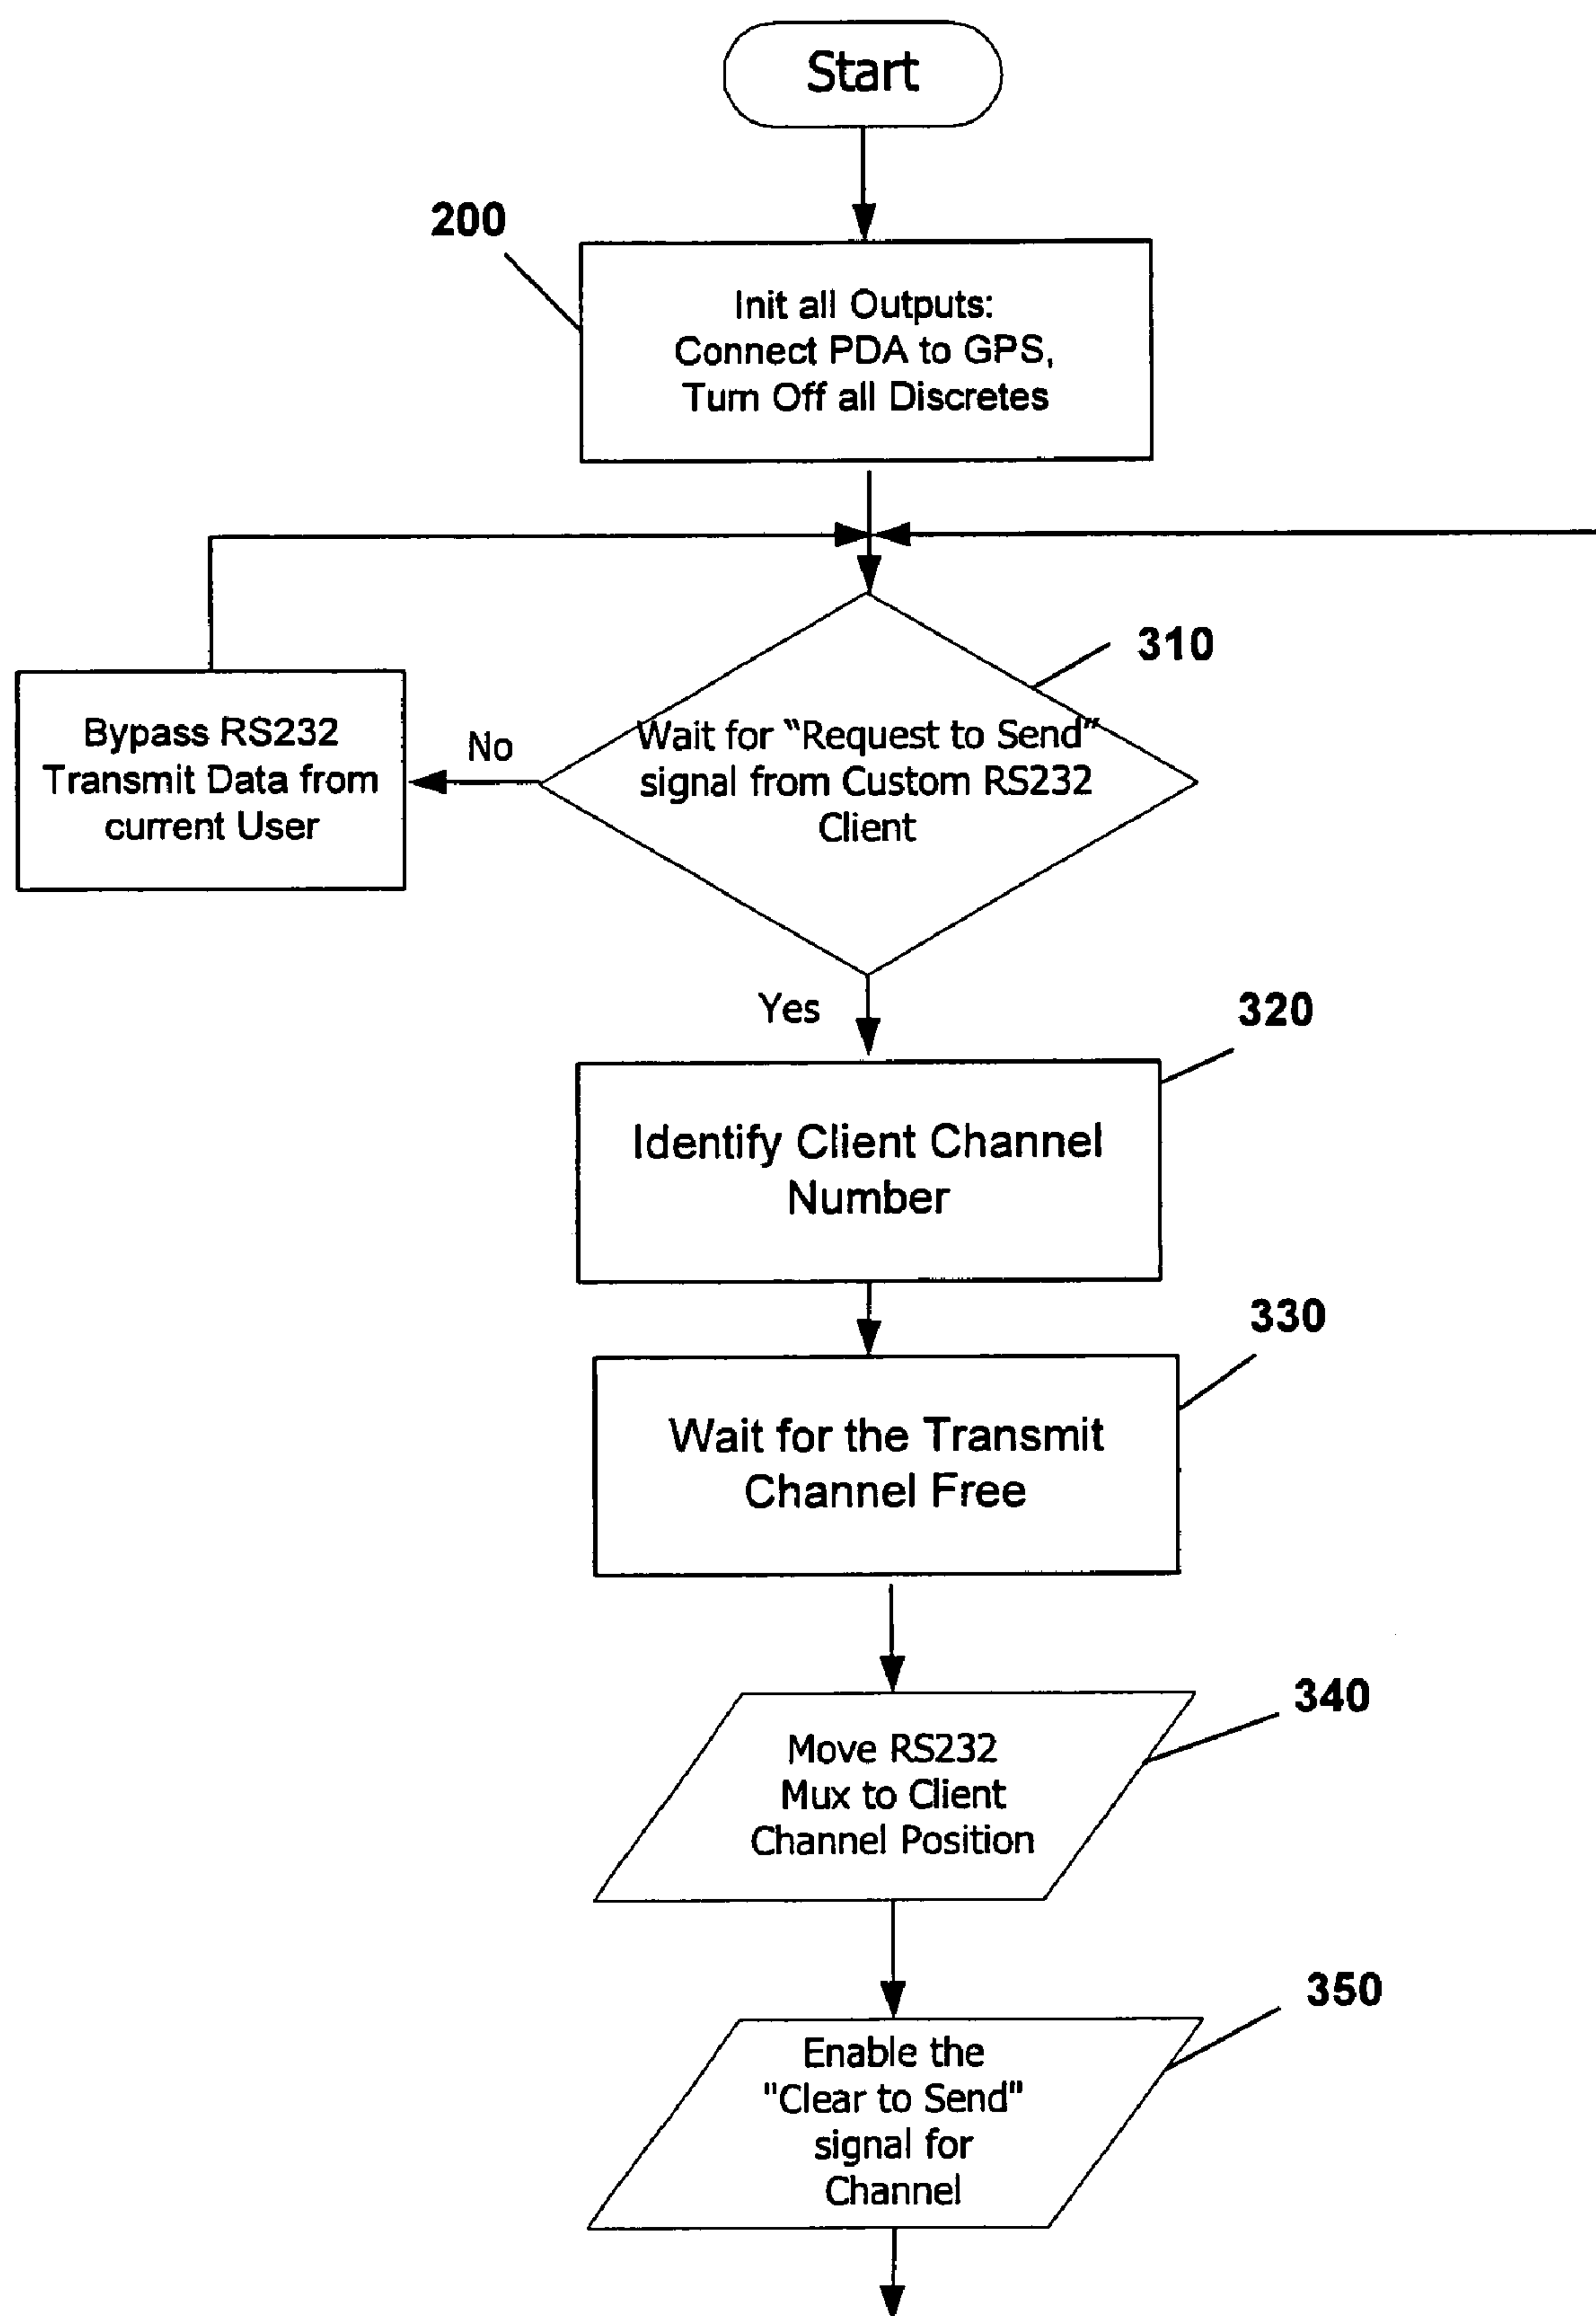 Start
200
Init all Outputs:
Connect PDA to GPS,
Turn Off all Discretes
310
Wait for “Request to Send”
signal from Custom RS232
Client
No
Bypass RS232
Transmit Data from
current User
Yes
320
Identify Client Channel
Number
330
Wait for the Transmit
Channel Free
340
Move RS232
Mux to Client
Channel Position
350
Enable the
"Clear to Send"
signal for
Channel